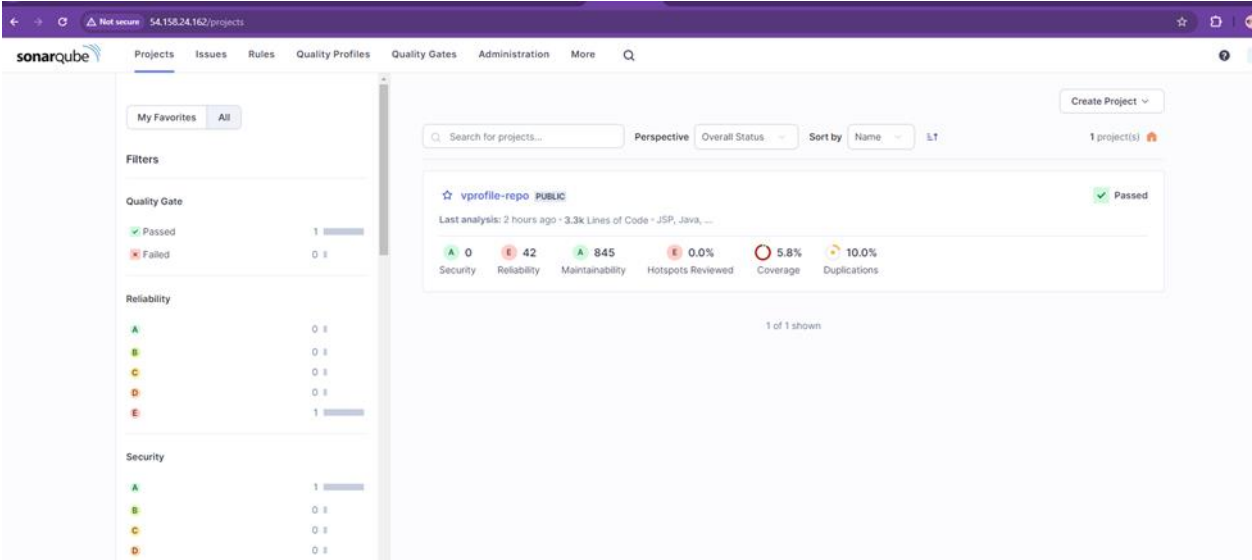 Not secure 54.158.24.162/projects
sonarqube Projects Issues Rules Quality Profiles Quality Gates Administration More
My Favorites All
Filters
Quality Gate
Passed 1
Failed 0
Reliability
A 0
B 0
C 0
D 0
E 1
Security
A 1
B 0
C 0
D 0
Create Project
Search for projects... Perspective Overall Status Sort by Name 1 project(s)
vprofile-repo PUBLIC Passed
Last analysis: 2 hours ago • 3.3k Lines of Code • JSP, Java, ...
A 0 E 42 A 845 E 0.0% 5.8% 10.0%
Security Reliability Maintainability Hotspots Reviewed Coverage Duplications
1 of 1 shown